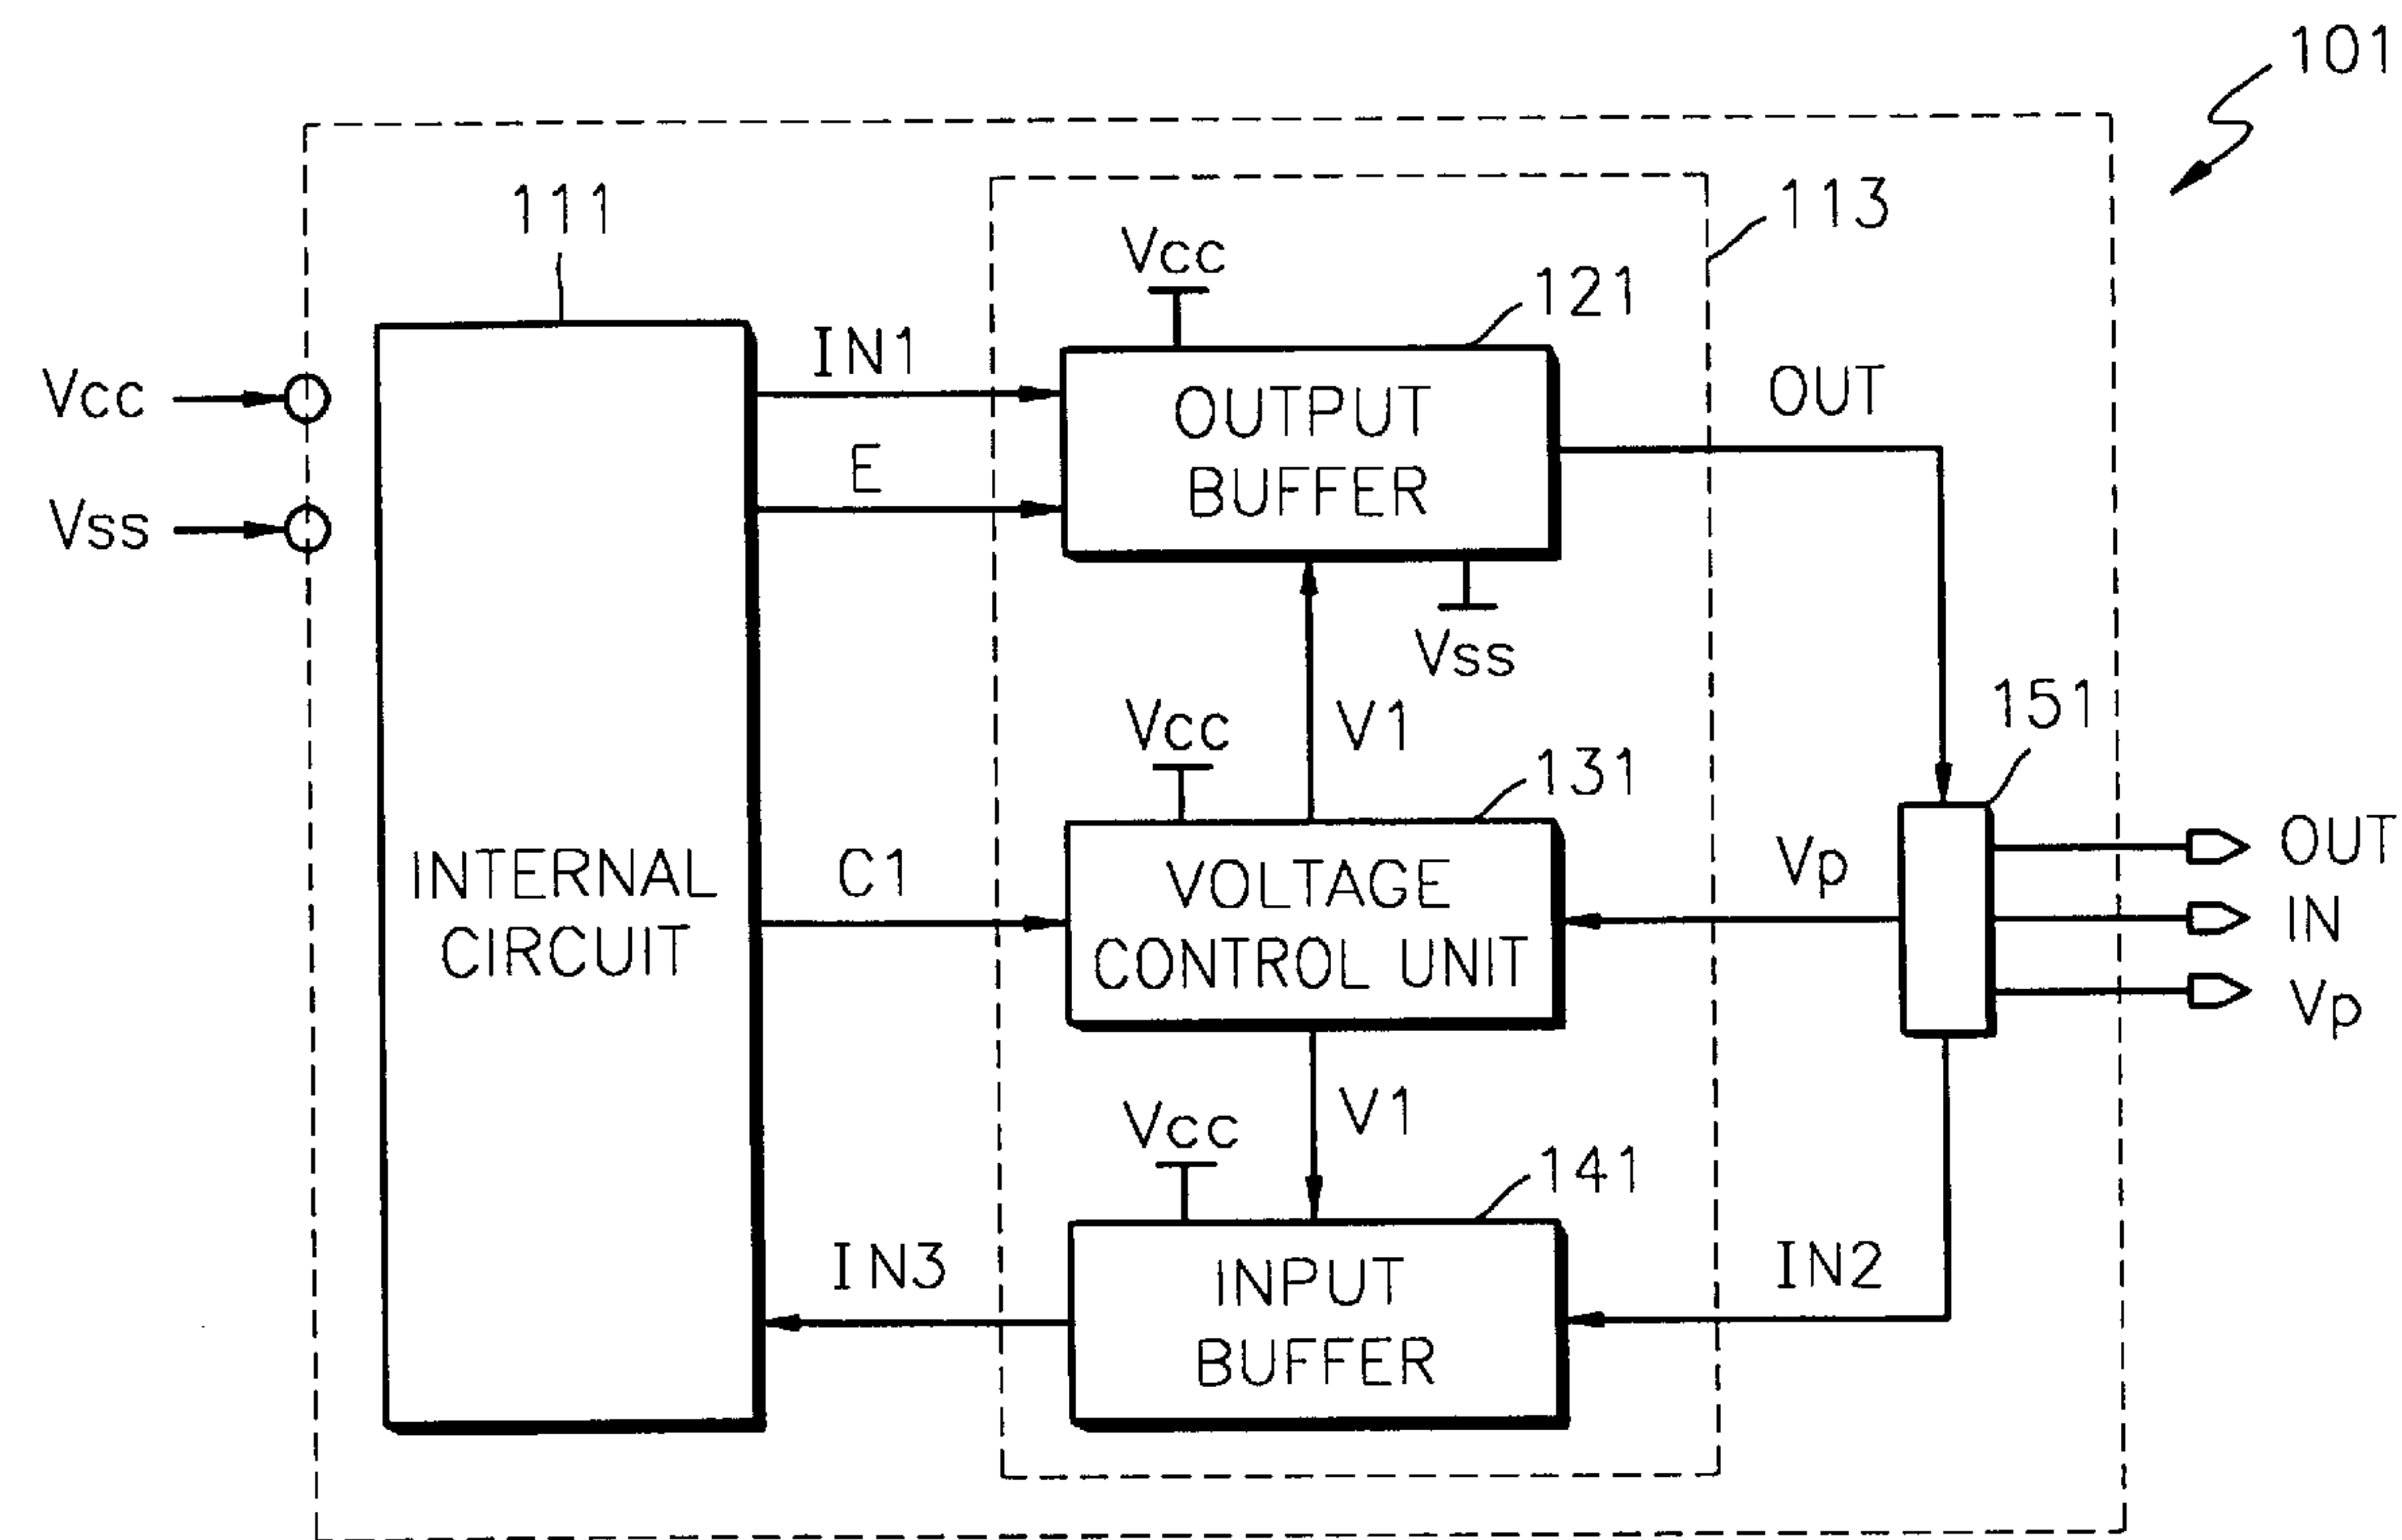 101
111
113
Vcc
121
IN1
OUT
Vcc
OUTPUT
BUFFER
E
Vss
Vss
151
Vcc
V1
131
OUT
VOLTAGE
CONTROL UNIT
Vp
INTERNAL
CIRCUIT
C1
IN
Vp
Vcc
V1
141
IN3
INPUT
BUFFER
IN2